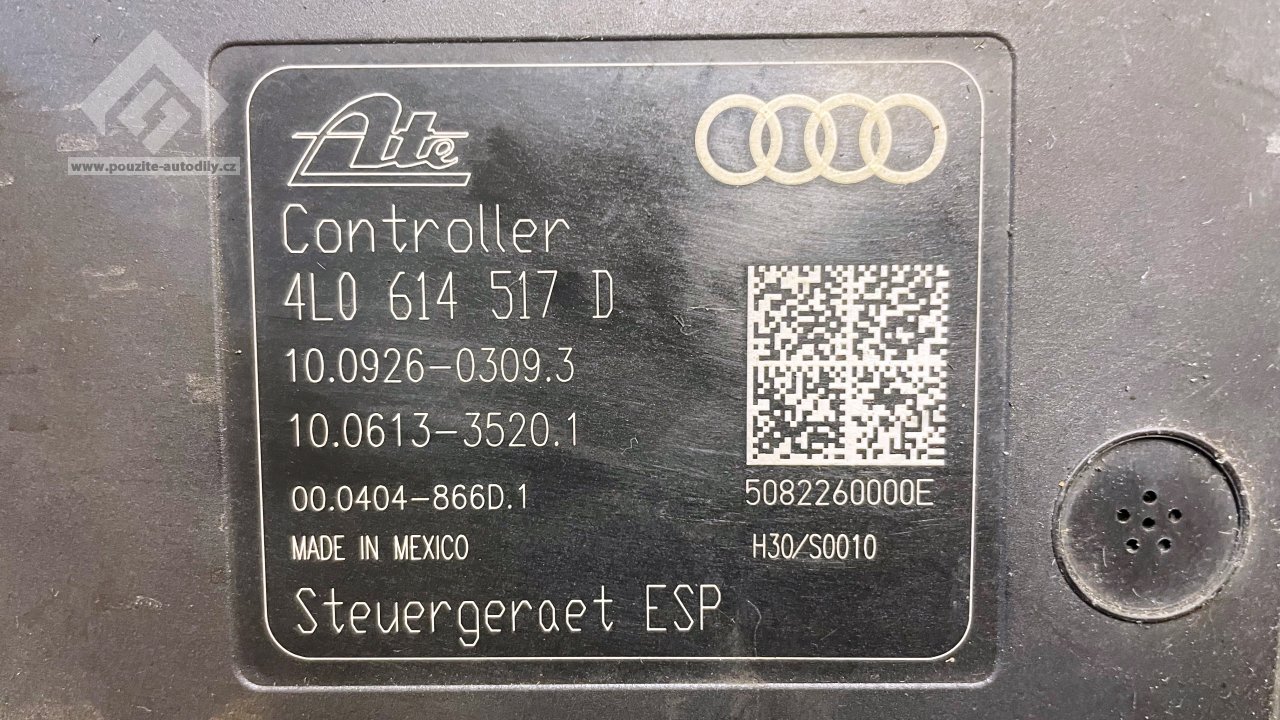 www.pouzite-autodily.cz
Ate
Controller
4L0 614 517 D
10.0926-0309.3
10.0613-3520.1
00.0404-866D.1
5082260000E
MADE IN MEXICO
H30/S0010
Steuergeraet ESP